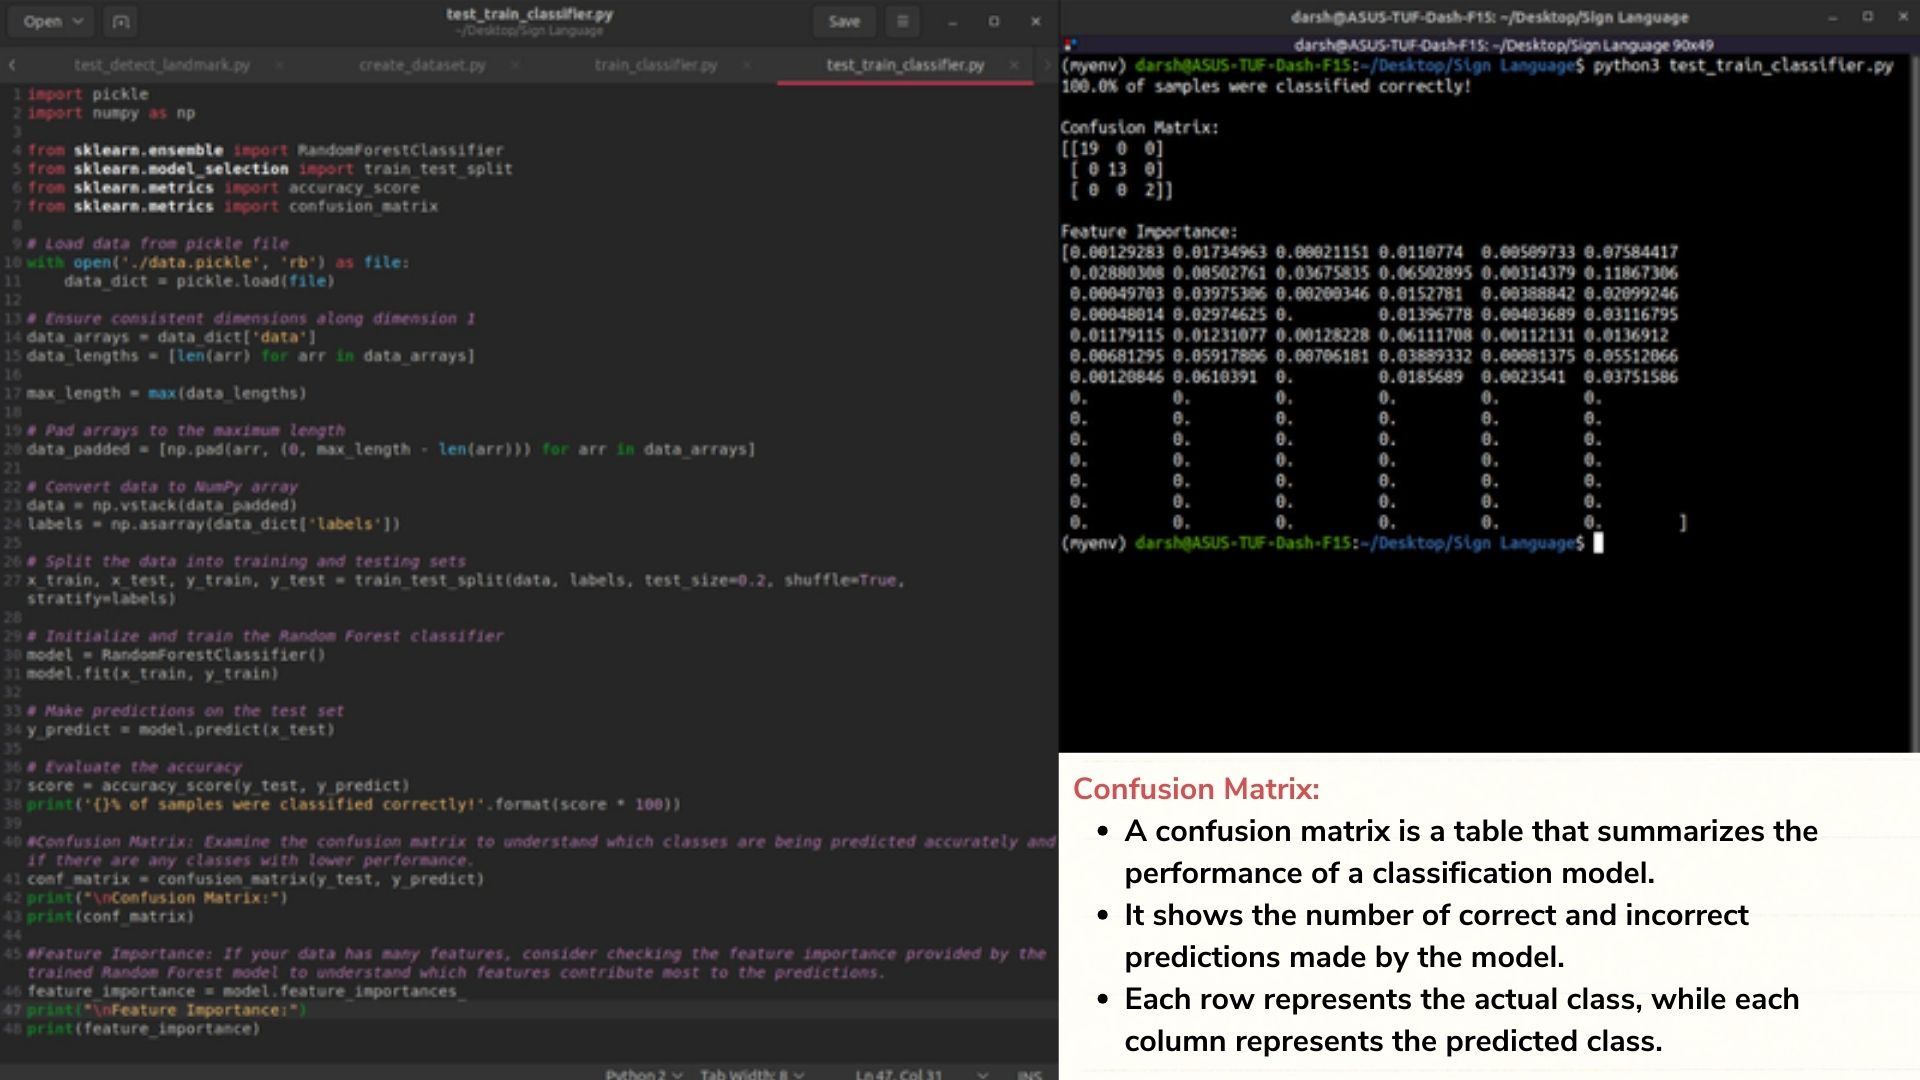 Open
test_train_classifier.py
~/Desktop/Sign Language
Save
test_detect_landmark.py
create_dataset.py
train_classifier.py
test_train_classifier.py
1 import pickle
2 import numpy as np
3
4 from sklearn.ensemble import RandomForestClassifier
5 from sklearn.model_selection import train_test_split
6 from sklearn.metrics import accuracy_score
7 from sklearn.metrics import confusion_matrix
8
9 # Load data from pickle file
10 with open('./data.pickle', 'rb') as file:
11     data_dict = pickle.load(file)
12
13 # Ensure consistent dimensions along dimension 1
14 data_arrays = data_dict['data']
15 data_lengths = [len(arr) for arr in data_arrays]
16
17 max_length = max(data_lengths)
18
19 # Pad arrays to the maximum length
20 data_padded = [np.pad(arr, (0, max_length - len(arr))) for arr in data_arrays]
21
22 # Convert data to NumPy array
23 data = np.vstack(data_padded)
24 labels = np.asarray(data_dict['labels'])
25
26 # Split the data into training and testing sets
27 x_train, x_test, y_train, y_test = train_test_split(data, labels, test_size=0.2, shuffle=True,
stratify=labels)
28
29 # Initialize and train the Random Forest classifier
30 model = RandomForestClassifier()
31 model.fit(x_train, y_train)
32
33 # Make predictions on the test set
34 y_predict = model.predict(x_test)
35
36 # Evaluate the accuracy
37 score = accuracy_score(y_test, y_predict)
38 print('{}% of samples were classified correctly!'.format(score * 100))
39
40 #Confusion Matrix: Examine the confusion matrix to understand which classes are being predicted accurately and
if there are any classes with lower performance.
41 conf_matrix = confusion_matrix(y_test, y_predict)
42 print("\nConfusion Matrix:")
43 print(conf_matrix)
44
45 #Feature Importance: If your data has many features, consider checking the feature importance provided by the
trained Random Forest model to understand which features contribute most to the predictions.
46 feature_importance = model.feature_importances_
47 print("\nFeature Importance:")
48 print(feature_importance)
Python 2 Tab Width: 8 Ln 47, Col 31 INS
darsh@ASUS-TUF-Dash-F15: ~/Desktop/Sign Language
darsh@ASUS-TUF-Dash-F15: ~/Desktop/Sign Language 90x49
(myenv) darsh@ASUS-TUF-Dash-F15:~/Desktop/Sign Language$ python3 test_train_classifier.py
100.0% of samples were classified correctly!
Confusion Matrix:
[[19  0  0]
[ 0 13  0]
[ 0  0  2]]
Feature Importance:
[0.00129283 0.01734963 0.00021151 0.0110774  0.00509733 0.07584417
0.02880308 0.08502761 0.03675835 0.06502895 0.00314379 0.11867306
0.00049703 0.03975306 0.00200346 0.0152781  0.00388842 0.02099246
0.00048014 0.02974625 0.         0.01396778 0.00403689 0.03116795
0.01179115 0.01231077 0.00128228 0.06111708 0.00112131 0.0136912
0.00681295 0.05917806 0.00706181 0.03889332 0.00081375 0.05512066
0.00120846 0.0610391  0.         0.0185689  0.0023541  0.03751586
0. 0. 0. 0. 0. 0.
0. 0. 0. 0. 0. 0.
0. 0. 0. 0. 0. 0.
0. 0. 0. 0. 0. 0.
0. 0. 0. 0. 0. 0.
0. 0. 0. 0. 0. 0.
0. 0. 0. 0. 0. 0. ]
(myenv) darsh@ASUS-TUF-Dash-F15:~/Desktop/Sign Language$
Confusion Matrix:
• A confusion matrix is a table that summarizes the
performance of a classification model.
• It shows the number of correct and incorrect
predictions made by the model.
• Each row represents the actual class, while each
column represents the predicted class.